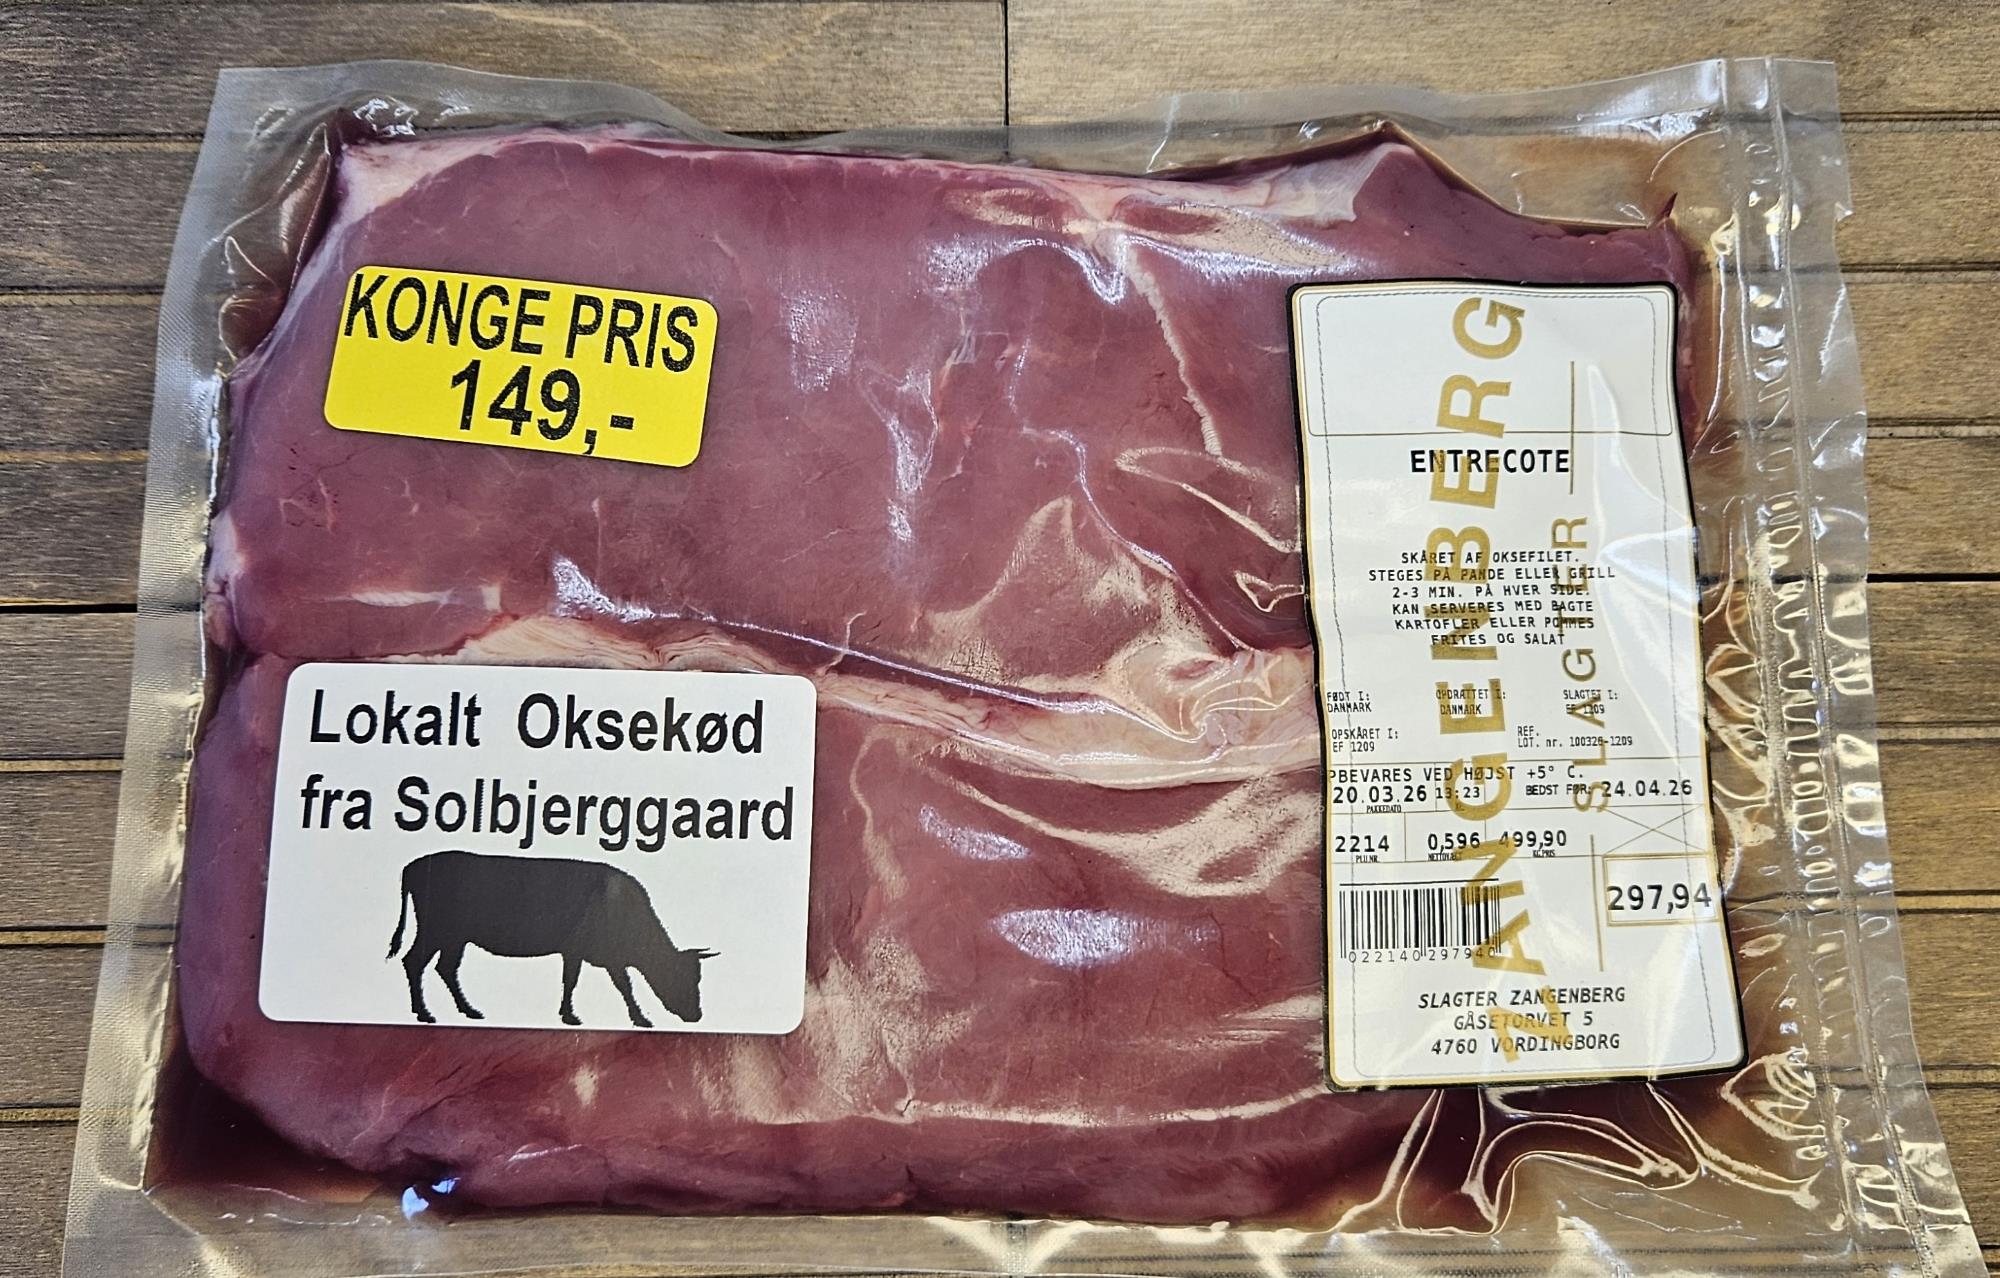 KONGE PRIS
149,-
Lokalt Oksekød
fra Solbjerggaard
ZANGENBERG
SLAGTER
ENTRECOTE
SKÅRET AF OKSEFILET.
STEGES PÅ PANDE ELLER GRILL
2-3 MIN. PÅ HVER SIDE.
KAN SERVERES MED BAGTE
KARTOFLER ELLER POMMES
FRITES OG SALAT
FØDT I: OPDRÆTTET I: SLAGTET I:
DANMARK DANMARK EF 1209
OPSKÅRET I: REF.
EF 1209 LOT. nr. 100326-1209
PBEVARES VED HØJST +5° C.
20.03.26 13:23 BEDST FØR: 24.04.26
PAKKEDATO
2214 0,596 499,90
PLU.NR. NETTOVÆGT KG.PRIS
297,94
022140297940
SLAGTER ZANGENBERG
GÅSETORVET 5
4760 VORDINGBORG